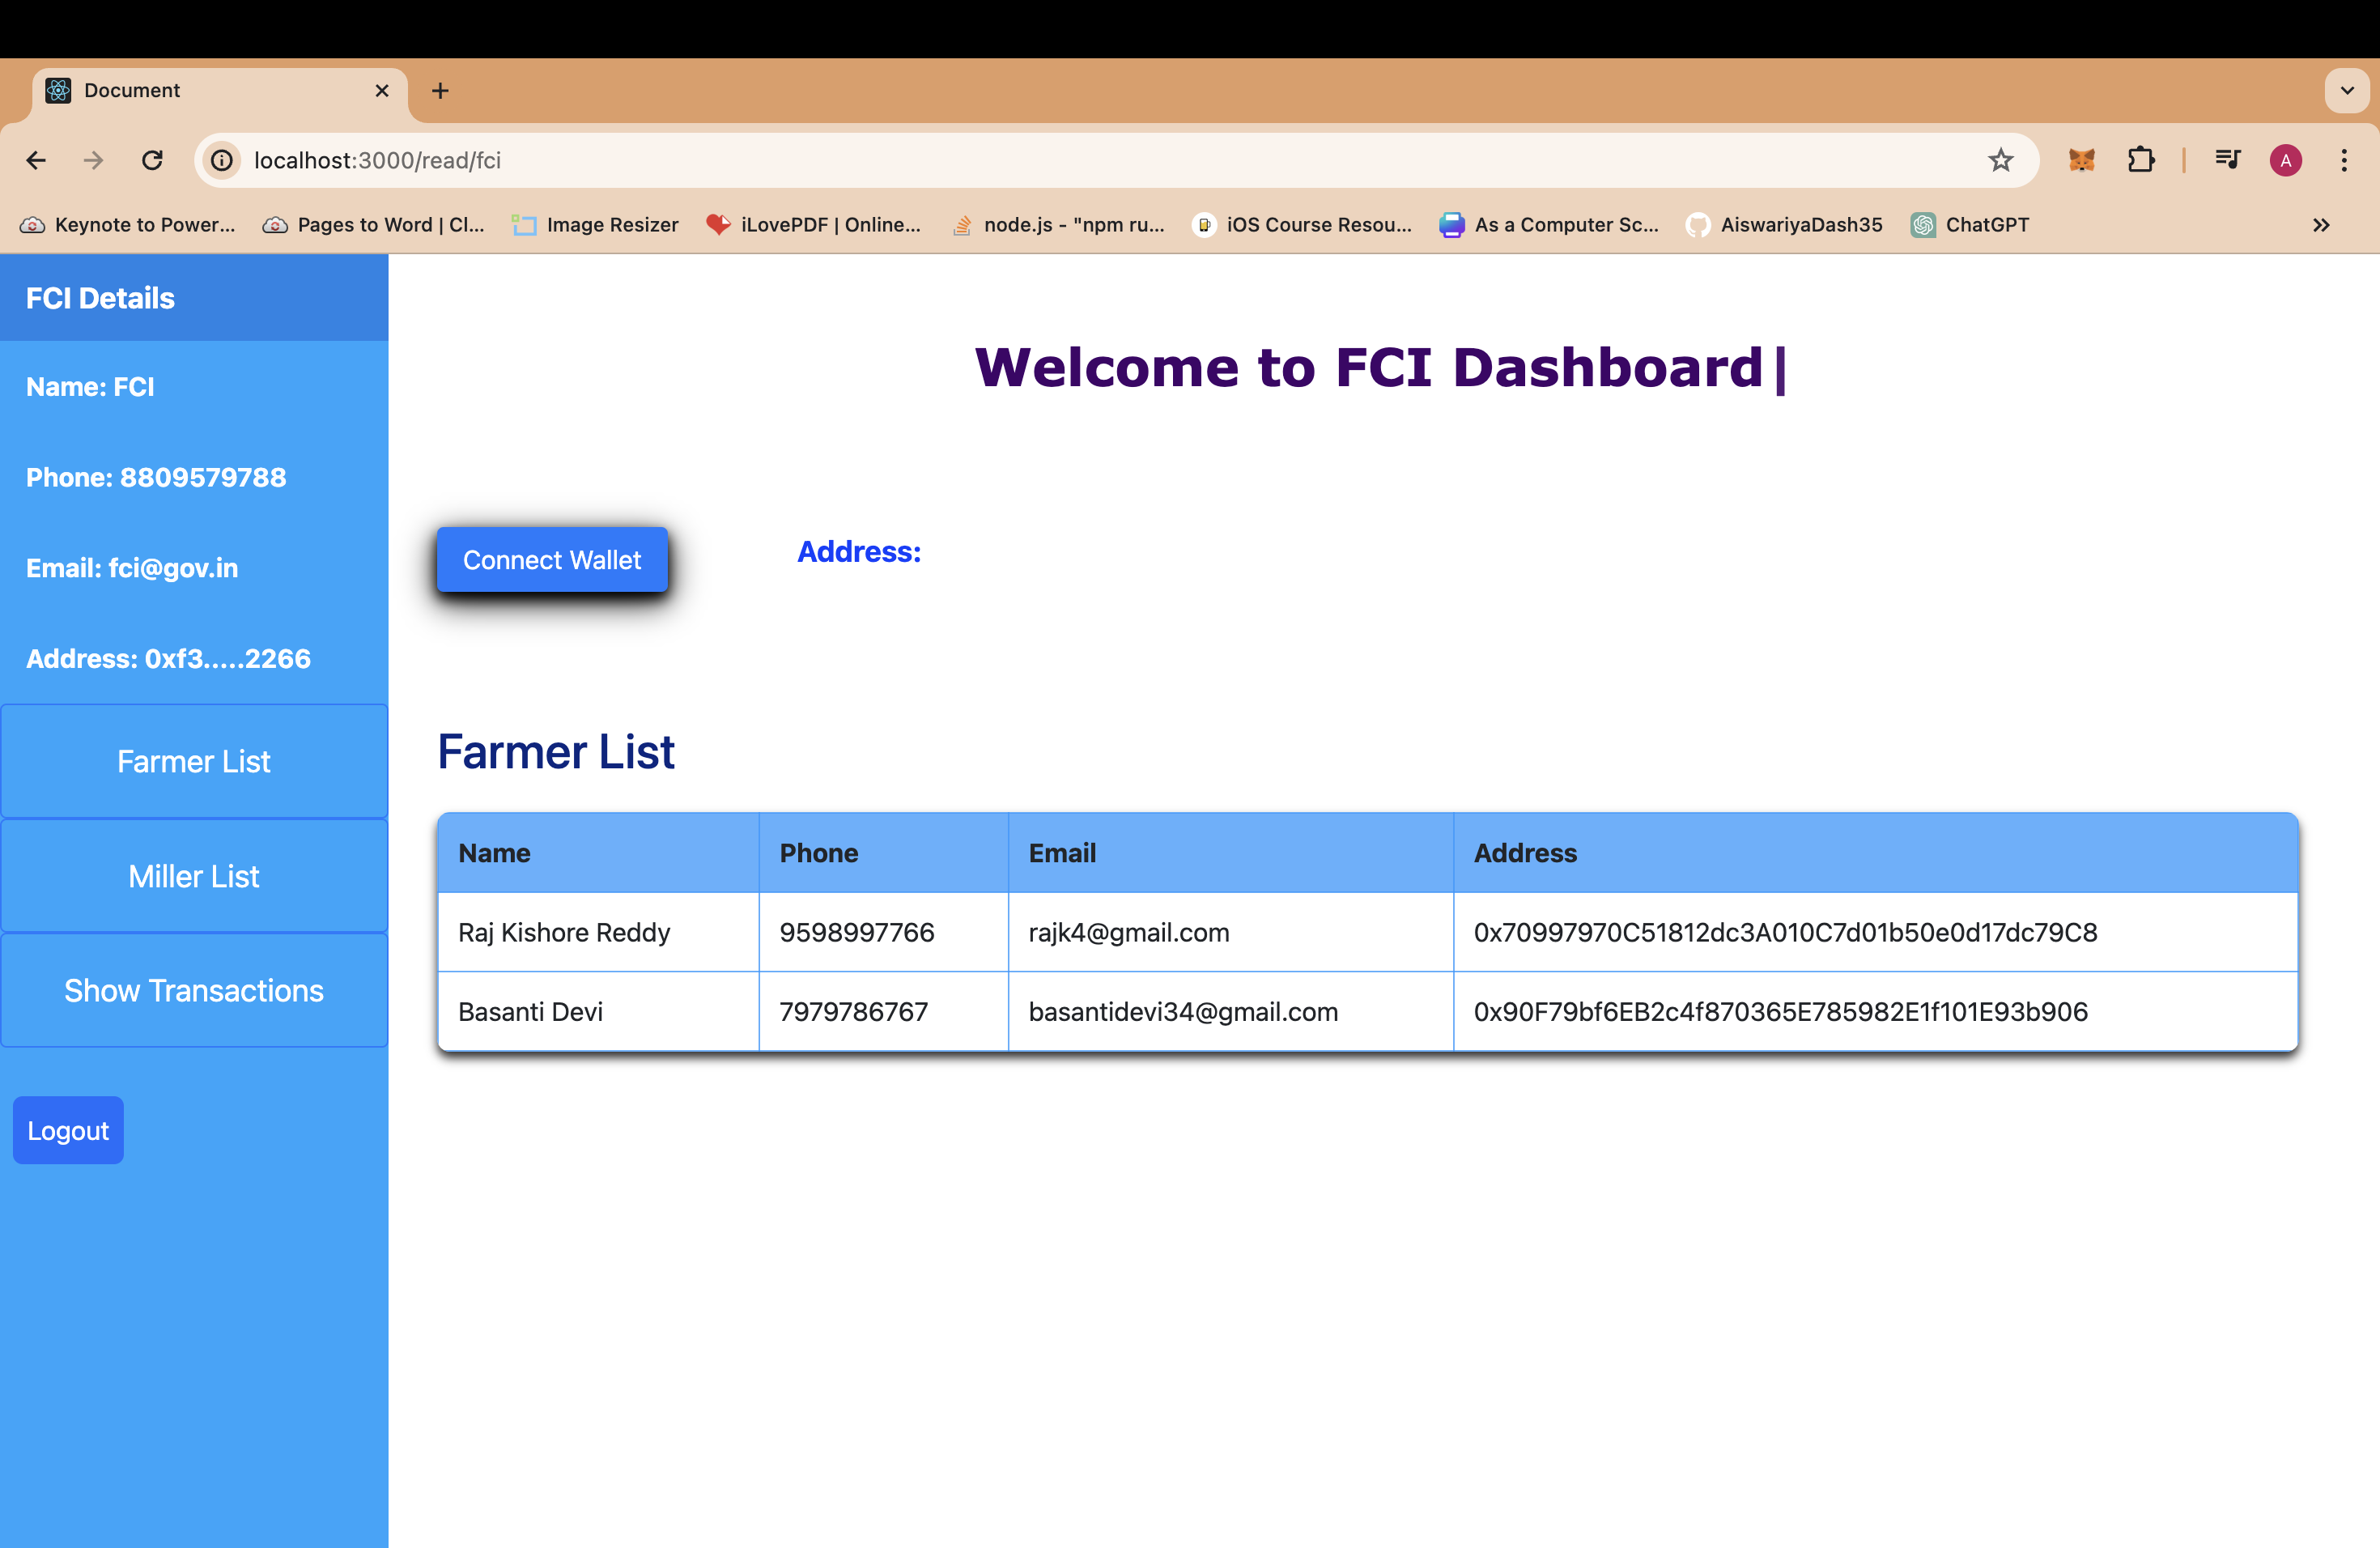 Document
localhost:3000/read/fci
A
Keynote to Power... Pages to Word | Cl... Image Resizer iLovePDF | Online... node.js - "npm ru... iOS Course Resou... As a Computer Sc... AiswariyaDash35 ChatGPT
FCI Details
Name: FCI
Phone: 8809579788
Email: fci@gov.in
Address: 0xf3.....2266
Farmer List
Miller List
Show Transactions
Logout
Welcome to FCI Dashboard|
Connect Wallet
Address:
Farmer List
Name Phone Email Address
Raj Kishore Reddy 9598997766 rajk4@gmail.com 0x70997970C51812dc3A010C7d01b50e0d17dc79C8
Basanti Devi 7979786767 basantidevi34@gmail.com 0x90F79bf6EB2c4f870365E785982E1f101E93b906